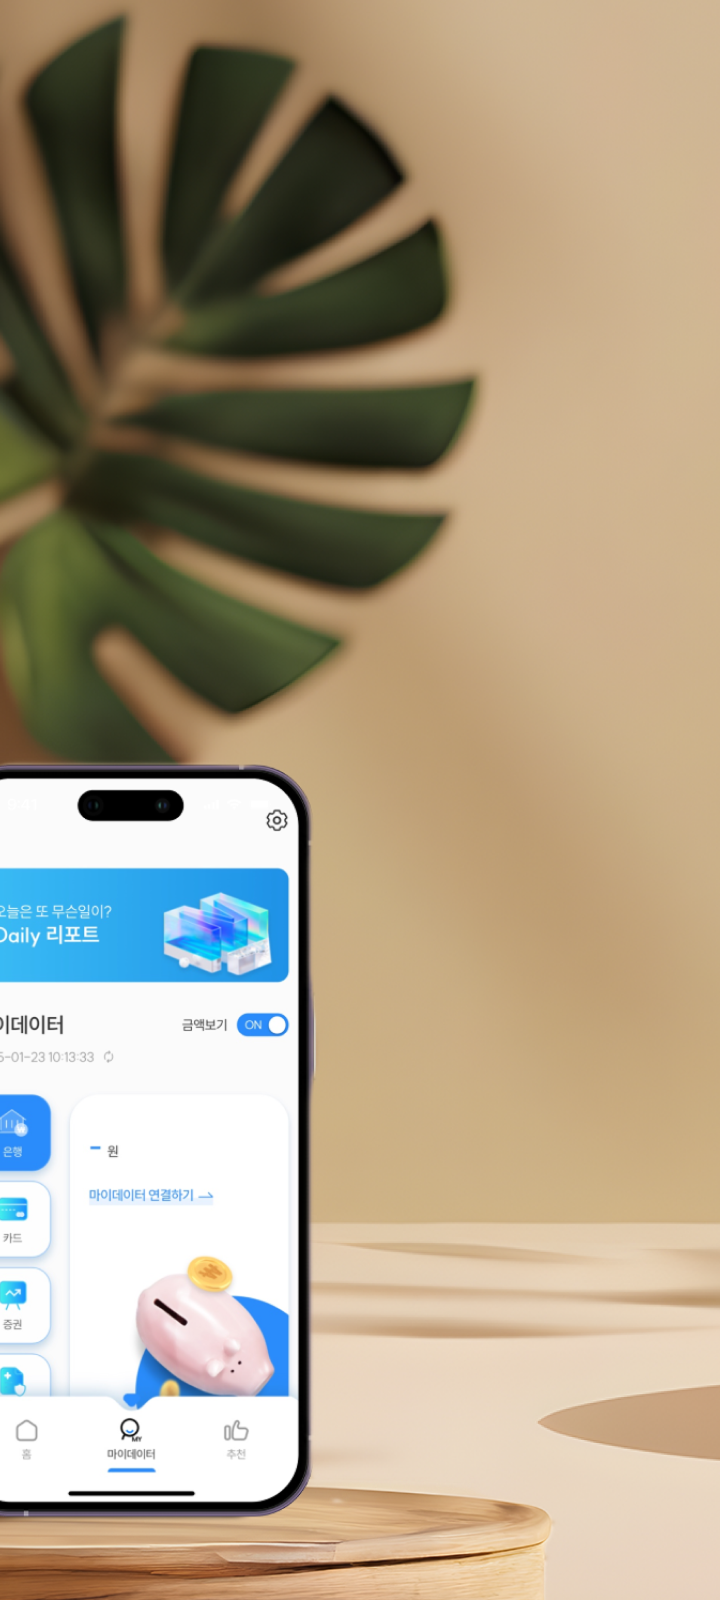 오늘은 또 무슨일이?
Daily 리포트
이데이터
금액보기 ON
5-01-23 10:13:33
은행
- 원
마이데이터 연결하기 →
카드
증권
MY
홈
마이데이터
추천